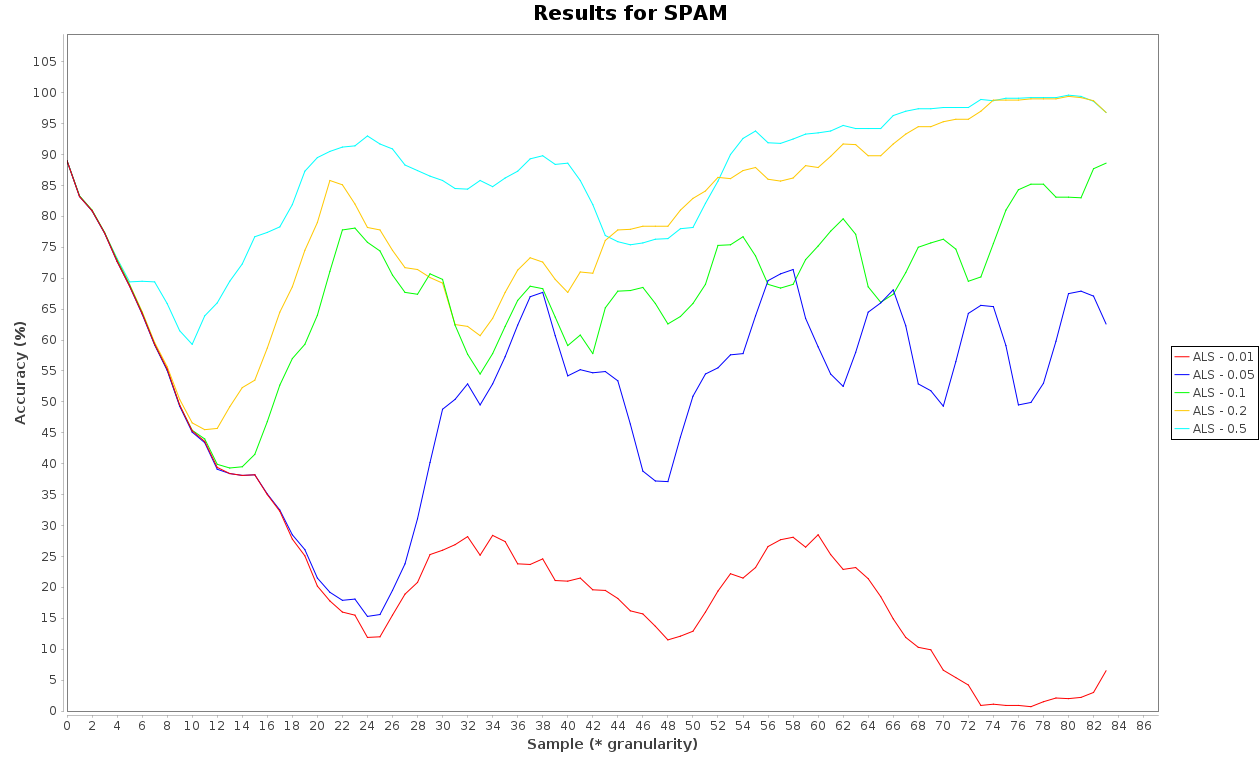 Results for SPAM
Accuracy (%)
105
100
95
90
85
80
75
70
65
60
55
50
45
40
35
30
25
20
15
10
5
0
0 2 4 6 8 10 12 14 16 18 20 22 24 26 28 30 32 34 36 38 40 42 44 46 48 50 52 54 56 58 60 62 64 66 68 70 72 74 76 78 80 82 84 86
Sample (* granularity)
ALS - 0.01
ALS - 0.05
ALS - 0.1
ALS - 0.2
ALS - 0.5